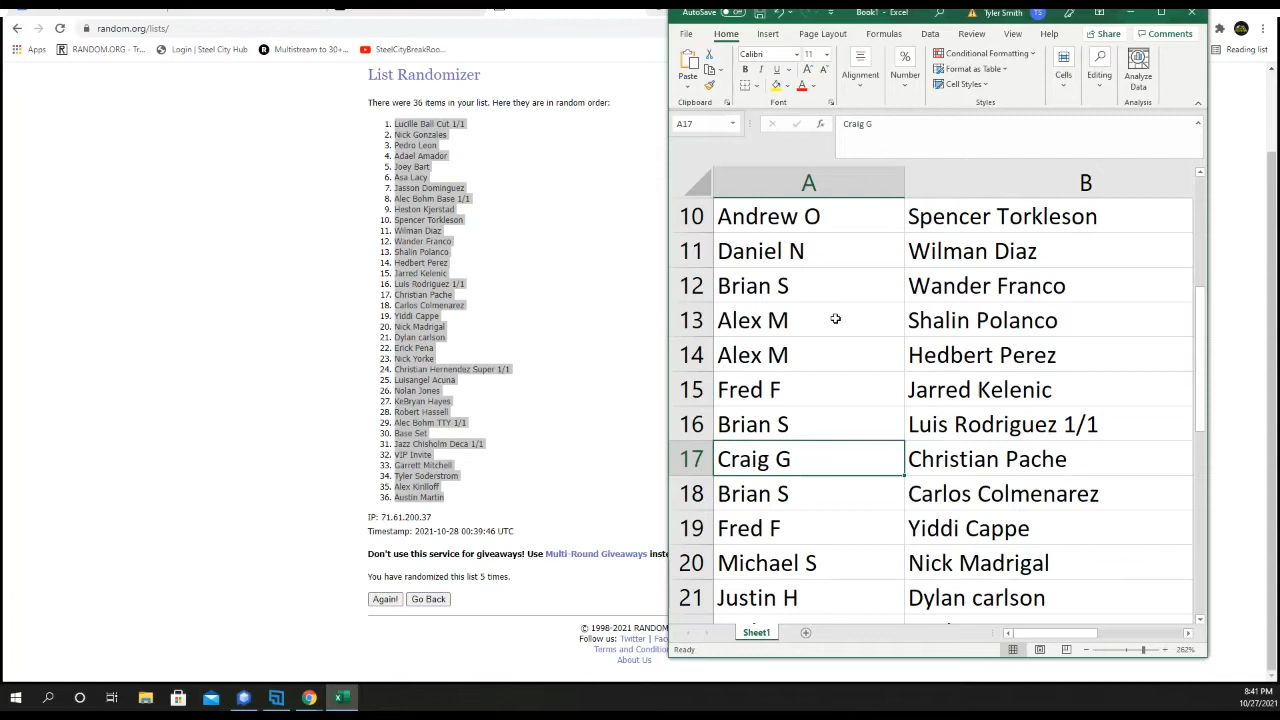 random.org/lists/
Apps
RANDOM.ORG - Tr...
Login | Steel City Hub
Multistream to 30+...
SteelCityBreakRoo...
Reading list
List Randomizer
There were 36 items in your list. Here they are in random order:
1. Lucille Ball Cut 1/1
2. Nick Gonzales
3. Pedro Leon
4. Adael Amador
5. Joey Bart
6. Asa Lacy
7. Jasson Dominguez
8. Alec Bohm Base 1/1
9. Heston Kjerstad
10. Spencer Torkleson
11. Wilman Diaz
12. Wander Franco
13. Shalin Polanco
14. Hedbert Perez
15. Jarred Kelenic
16. Luis Rodriguez 1/1
17. Christian Pache
18. Carlos Colmenarez
19. Yiddi Cappe
20. Nick Madrigal
21. Dylan carlson
22. Erick Pena
23. Nick Yorke
24. Christian Hernendez Super 1/1
25. Luisangel Acuna
26. Nolan Jones
27. KeBryan Hayes
28. Robert Hassell
29. Alec Bohm TTY 1/1
30. Base Set
31. Jazz Chisholm Deca 1/1
32. VIP Invite
33. Garrett Mitchell
34. Tyler Soderstrom
35. Alex Kirilloff
36. Austin Martin
IP: 71.61.200.37
Timestamp: 2021-10-28 00:39:46 UTC
Don't use this service for giveaways! Use Multi-Round Giveaways inste
You have randomized this list 5 times.
Again!
Go Back
© 1998-2021 RANDOM
Follow us: Twitter | Fac
Terms and Conditio
About Us
AutoSave Off
Book1 - Excel
Tyler Smith
TS
File
Home
Insert
Page Layout
Formulas
Data
Review
View
Help
Share
Comments
Paste
Clipboard
Calibri
11
B I U
Font
Alignment
Number
Conditional Formatting
Format as Table
Cell Styles
Styles
Cells
Editing
Analyze Data
Analysis
A17
fx
Craig G
A B
10 Andrew O Spencer Torkleson
11 Daniel N Wilman Diaz
12 Brian S Wander Franco
13 Alex M Shalin Polanco
14 Alex M Hedbert Perez
15 Fred F Jarred Kelenic
16 Brian S Luis Rodriguez 1/1
17 Craig G Christian Pache
18 Brian S Carlos Colmenarez
19 Fred F Yiddi Cappe
20 Michael S Nick Madrigal
21 Justin H Dylan carlson
Sheet1
Ready
262%
8:41 PM
10/27/2021